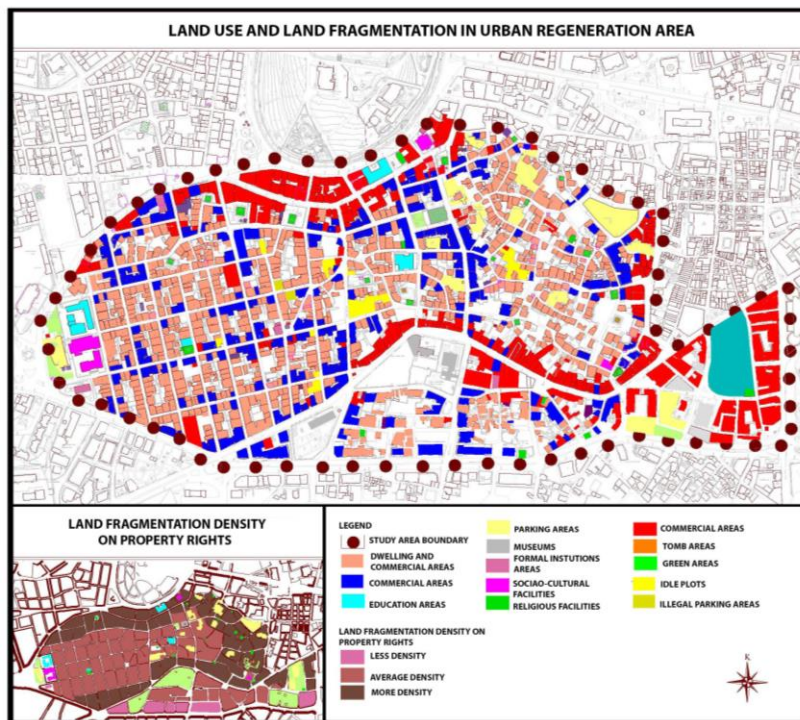 LAND USE AND LAND FRAGMENTATION IN URBAN REGENERATION AREA
LAND FRAGMENTATION DENSITY
ON PROPERTY RIGHTS
LEGEND
STUDY AREA BOUNDARY
DWELLING AND
COMMERCIAL AREAS
COMMERCIAL AREAS
EDUCATION AREAS
PARKING AREAS
MUSEUMS
FORMAL INSTUTIONS
AREAS
SOCIAO-CULTURAL
FACILITIES
RELIGIOUS FACILITIES
COMMERCIAL AREAS
TOMB AREAS
GREEN AREAS
IDLE PLOTS
ILLEGAL PARKING AREAS
LAND FRAGMENTATION DENSITY ON
PROPERTY RIGHTS
LESS DENSITY
AVERAGE DENSITY
MORE DENSITY
K